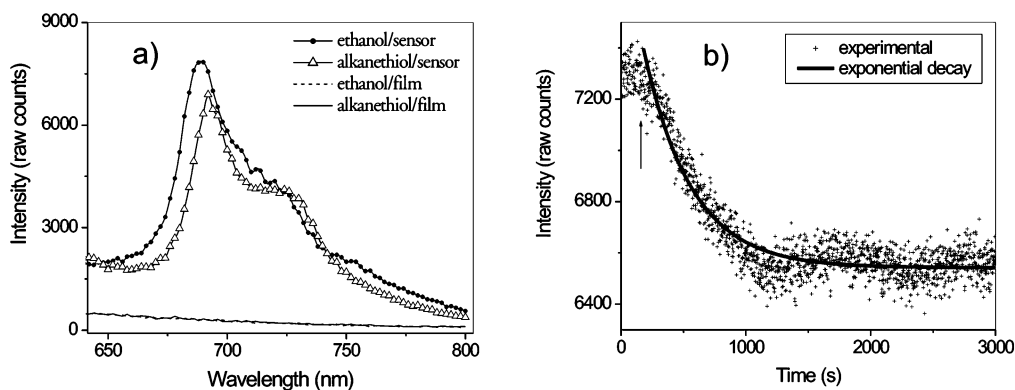 a)
ethanol/sensor
alkanethiol/sensor
ethanol/film
alkanethiol/film
9000
6000
3000
0
650 700 750 800
Intensity (raw counts)
Wavelength (nm)
b)
experimental
exponential decay
7200
6800
6400
0 1000 2000 3000
Intensity (raw counts)
Time (s)